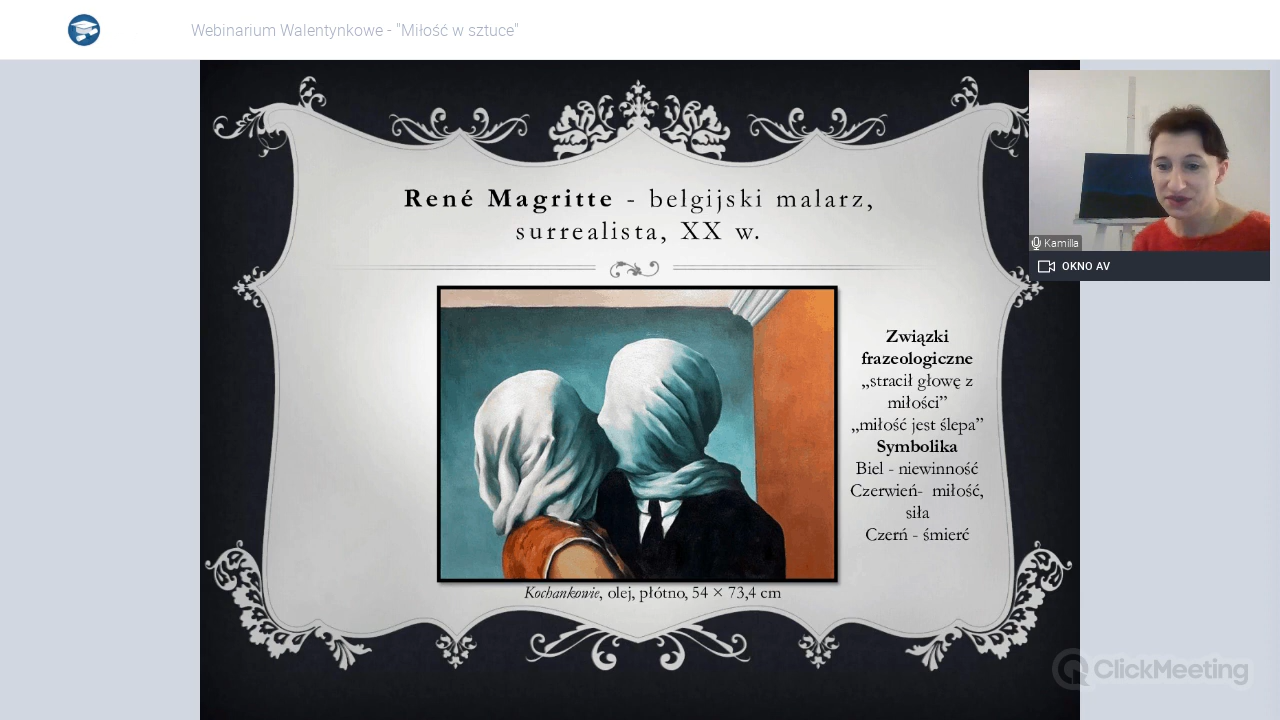 Webinarium Walentynkowe - "Miłość w sztuce"
René Magritte - belgijski malarz,
surrealista, XX w.
Związki
frazeologiczne
„stracił głowę z
miłości”
„miłość jest ślepa”
Symbolika
Biel - niewinność
Czerwień- miłość,
siła
Czerń - śmierć
Kochankowie, olej, płótno, 54 × 73,4 cm
Kamilla
OKNO AV
ClickMeeting